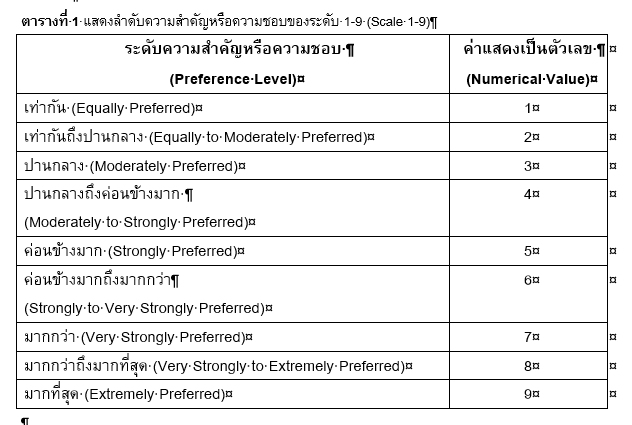 ตารางที่ 1 แสดงลำดับความสำคัญหรือความชอบของระดับ 1-9 (Scale 1-9)¶
ระดับความสำคัญหรือความชอบ ¶
(Preference Level)¤
ค่าแสดงเป็นตัวเลข ¶
(Numerical Value)¤
¤
เท่ากัน (Equally Preferred)¤
1¤
¤
เท่ากันถึงปานกลาง (Equally to Moderately Preferred)¤
2¤
¤
ปานกลาง (Moderately Preferred)¤
3¤
¤
ปานกลางถึงค่อนข้างมาก ¶
(Moderately to Strongly Preferred)¤
4¤
¤
ค่อนข้างมาก (Strongly Preferred)¤
5¤
¤
ค่อนข้างมากถึงมากกว่า¶
(Strongly to Very Strongly Preferred)¤
6¤
¤
มากกว่า (Very Strongly Preferred)¤
7¤
¤
มากกว่าถึงมากที่สุด (Very Strongly to Extremely Preferred)¤
8¤
¤
มากที่สุด (Extremely Preferred)¤
9¤
¤
¶